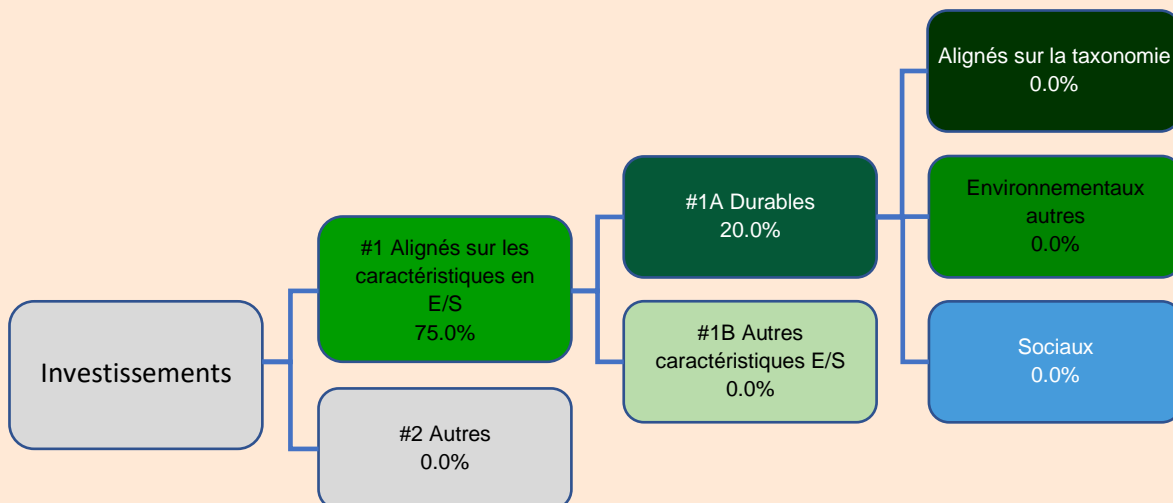 Investissements
#1 Alignés sur les
caractéristiques en
E/S
75.0%
#2 Autres
0.0%
#1A Durables
20.0%
#1B Autres
caractéristiques E/S
0.0%
Alignés sur la taxonomie
0.0%
Environnementaux
autres
0.0%
Sociaux
0.0%